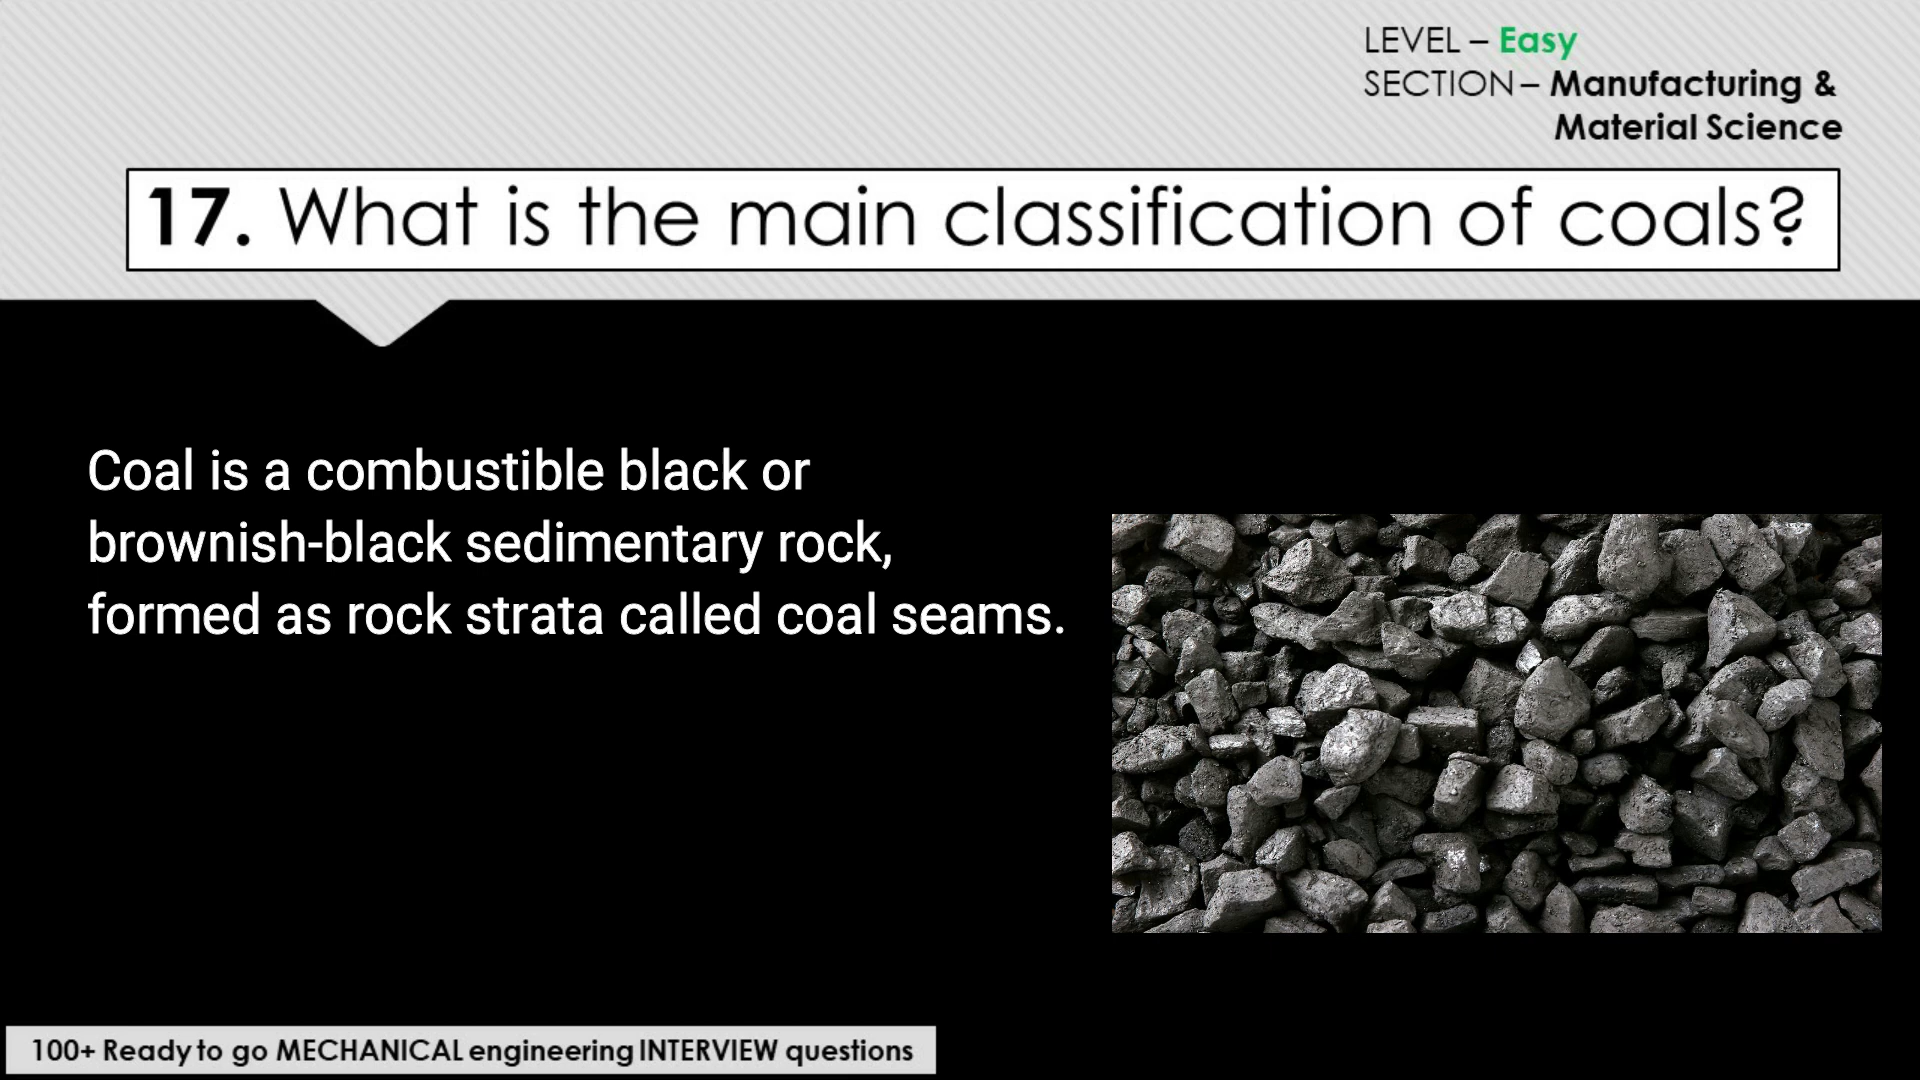 LEVEL – Easy
SECTION – Manufacturing &
Material Science
17. What is the main classification of coals?
Coal is a combustible black or
brownish-black sedimentary rock,
formed as rock strata called coal seams.
100+ Ready to go MECHANICAL engineering INTERVIEW questions